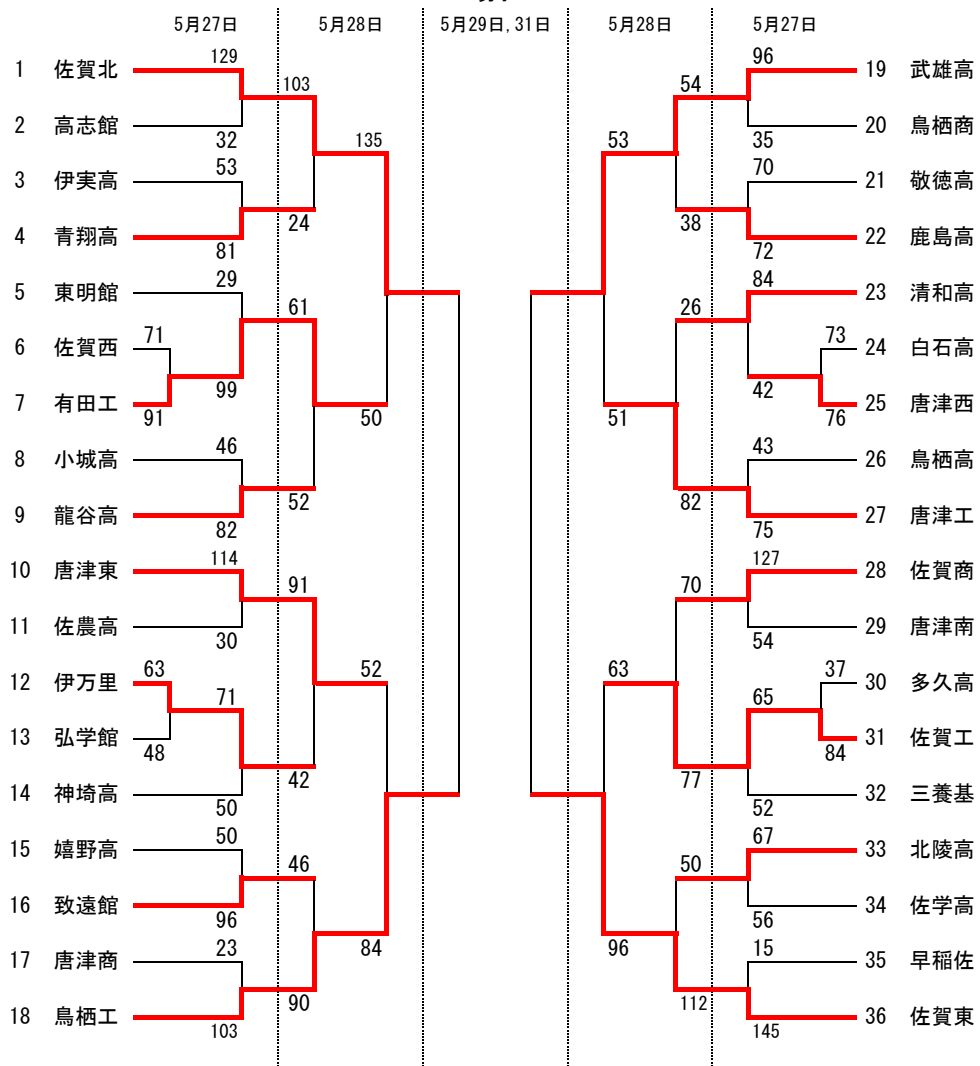 5月27日 5月28日 5月29日,31日 5月28日 5月27日
129 96
1 佐賀北 19 武雄高
103 54
2 高志館 20 鳥栖商
32 135 53 35
53 70
3 伊実高 21 敬徳高
24 38
4 青翔高 22 鹿島高
81 72
29 84
5 東明館 23 清和高
61 26
71 73
6 佐賀西 24 白石高
99 42
7 有田工 25 唐津西
91 50 51 76
46 43
8 小城高 26 鳥栖高
52 82
9 龍谷高 27 唐津工
82 75
114 127
10 唐津東 28 佐賀商
91 70
11 佐農高 29 唐津南
30 54
63 52 63 37
12 伊万里 30 多久高
71 65
13 弘学館 31 佐賀工
48 84
42 77
14 神埼高 32 三養基
50 52
50 67
15 嬉野高 33 北陵高
46 50
16 致遠館 34 佐学高
96 56
23 84 96 15
17 唐津商 35 早稲佐
90 112
18 鳥栖工 36 佐賀東
103 145